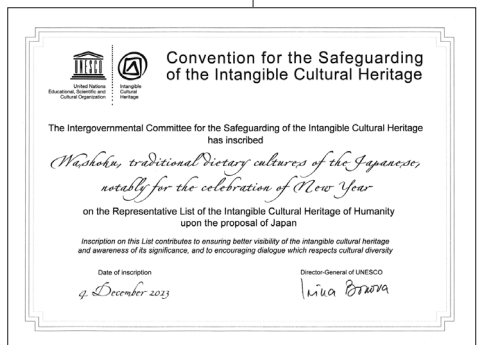 UNESCO
United Nations
Educational, Scientific and
Cultural Organization
Intangible
Cultural
Heritage
Convention for the Safeguarding
of the Intangible Cultural Heritage
The Intergovernmental Committee for the Safeguarding of the Intangible Cultural Heritage
has inscribed
Washoku, traditional dietary cultures of the Japanese,
notably for the celebration of New Year
on the Representative List of the Intangible Cultural Heritage of Humanity
upon the proposal of Japan
Inscription on this List contributes to ensuring better visibility of the intangible cultural heritage
and awareness of its significance, and to encouraging dialogue which respects cultural diversity
Date of inscription
4 December 2013
Director-General of UNESCO
Irina Bokova